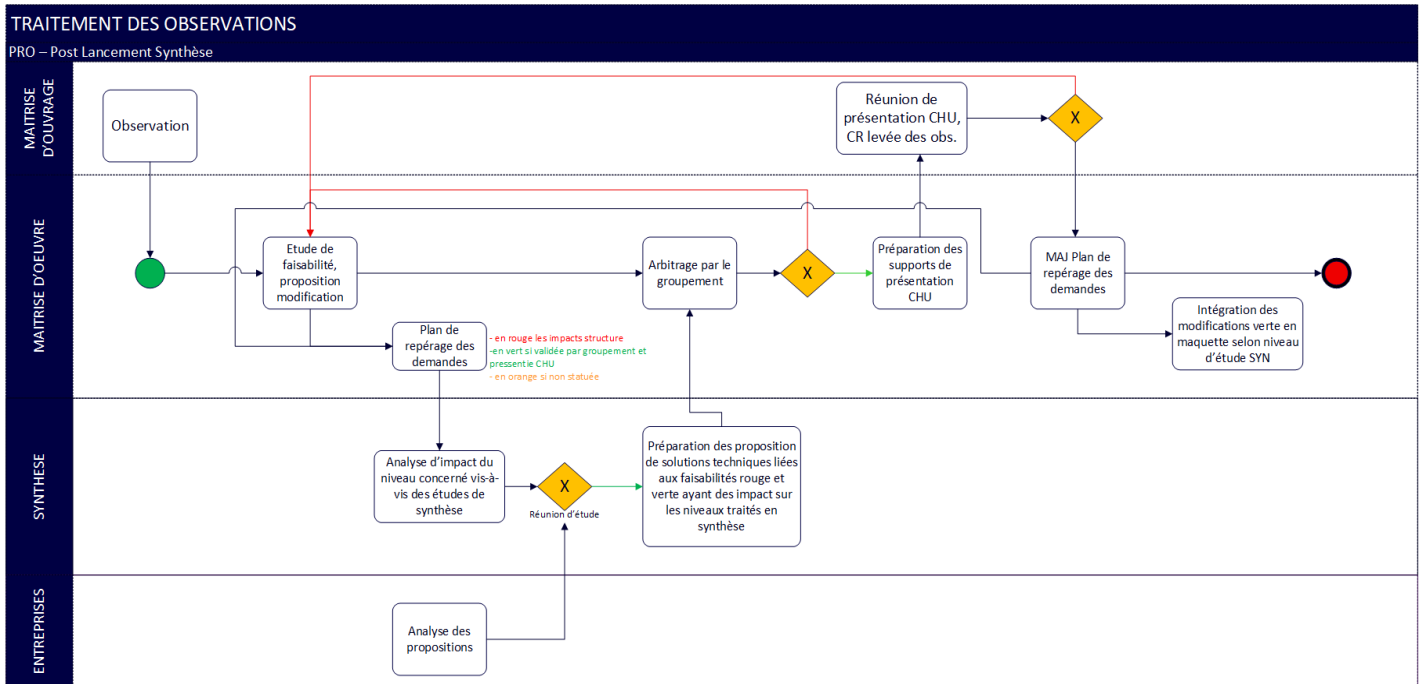 TRAITEMENT DES OBSERVATIONS
PRO – Post Lancement Synthèse
MAITRISE
D'OUVRAGE
Observation
Réunion de
présentation CHU,
CR levée des obs.
X
MAITRISE D'OEUVRE
Etude de
faisabilité,
proposition
modification
Arbitrage par le
groupement
X
Préparation des
supports de
présentation
CHU
MAJ Plan de
repérage des
demandes
Plan de
repérage des
demandes
- en rouge les impacts structure
-en vert si validée par groupement et
pressentie CHU
- en orange si non statuée
Intégration des
modifications verte en
maquette selon niveau
d'étude SYN
SYNTHESE
Analyse d'impact du
niveau concerné vis-à-
vis des études de
synthèse
X
Réunion d'étude
Préparation des proposition
de solutions techniques liées
aux faisabilités rouge et
verte ayant des impact sur
les niveaux traités en
synthèse
ENTREPRISES
Analyse des
propositions